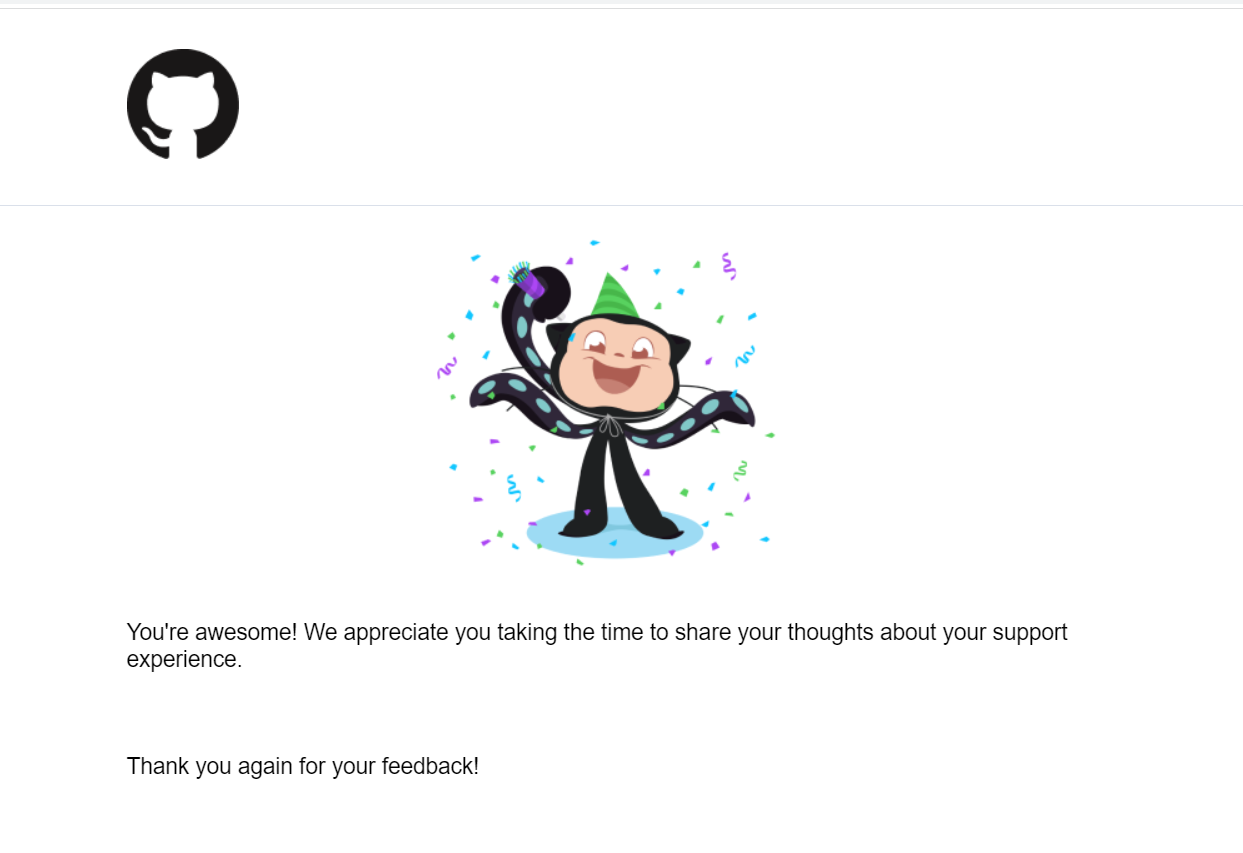 You're awesome! We appreciate you taking the time to share your thoughts about your support
experience.
Thank you again for your feedback!